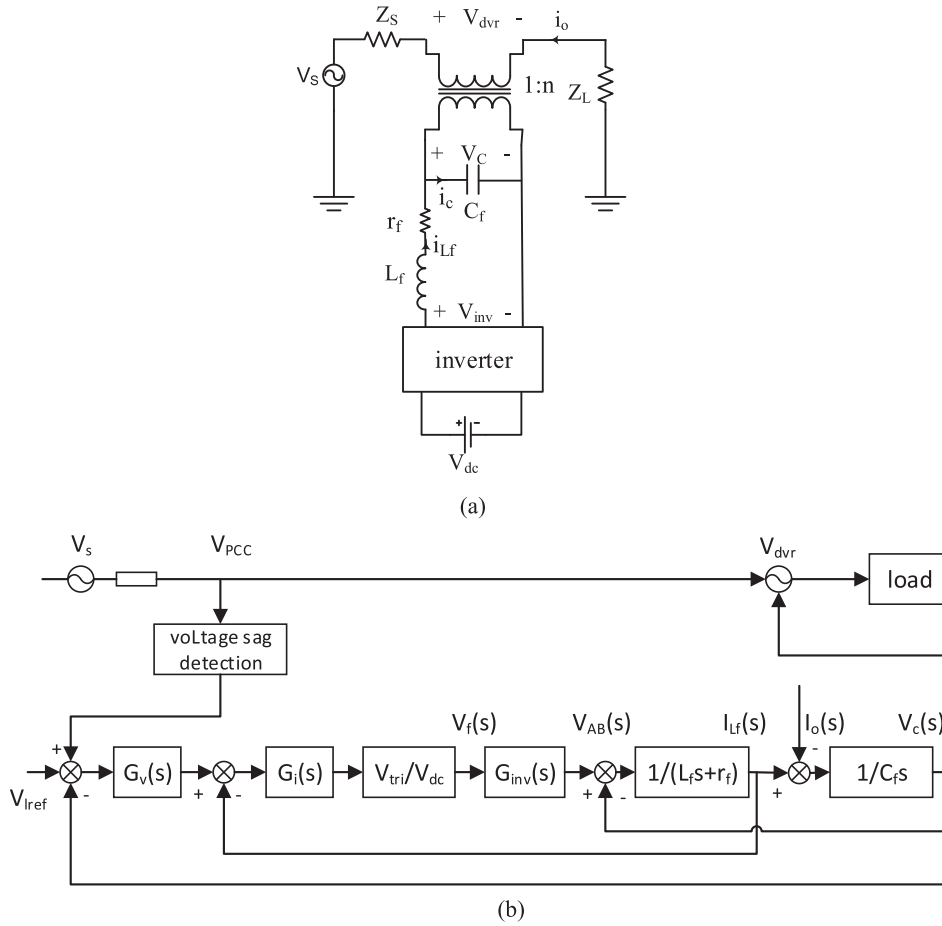 Z_S + V_dvr - i_o
V_S
1:n
Z_L
+ V_C -
i_c
C_f
r_f
i_Lf
L_f
+ V_inv -
inverter
+ -
V_dc
(a)
V_s V_PCC V_dvr
load
voLtage sag
detection
V_f(s) V_AB(s) I_Lf(s) I_o(s) V_c(s)
+ -
G_v(s) G_i(s) V_tri/V_dc G_inv(s) 1/(L_fs+r_f) 1/C_fs
V_lref - + - + - +
(b)